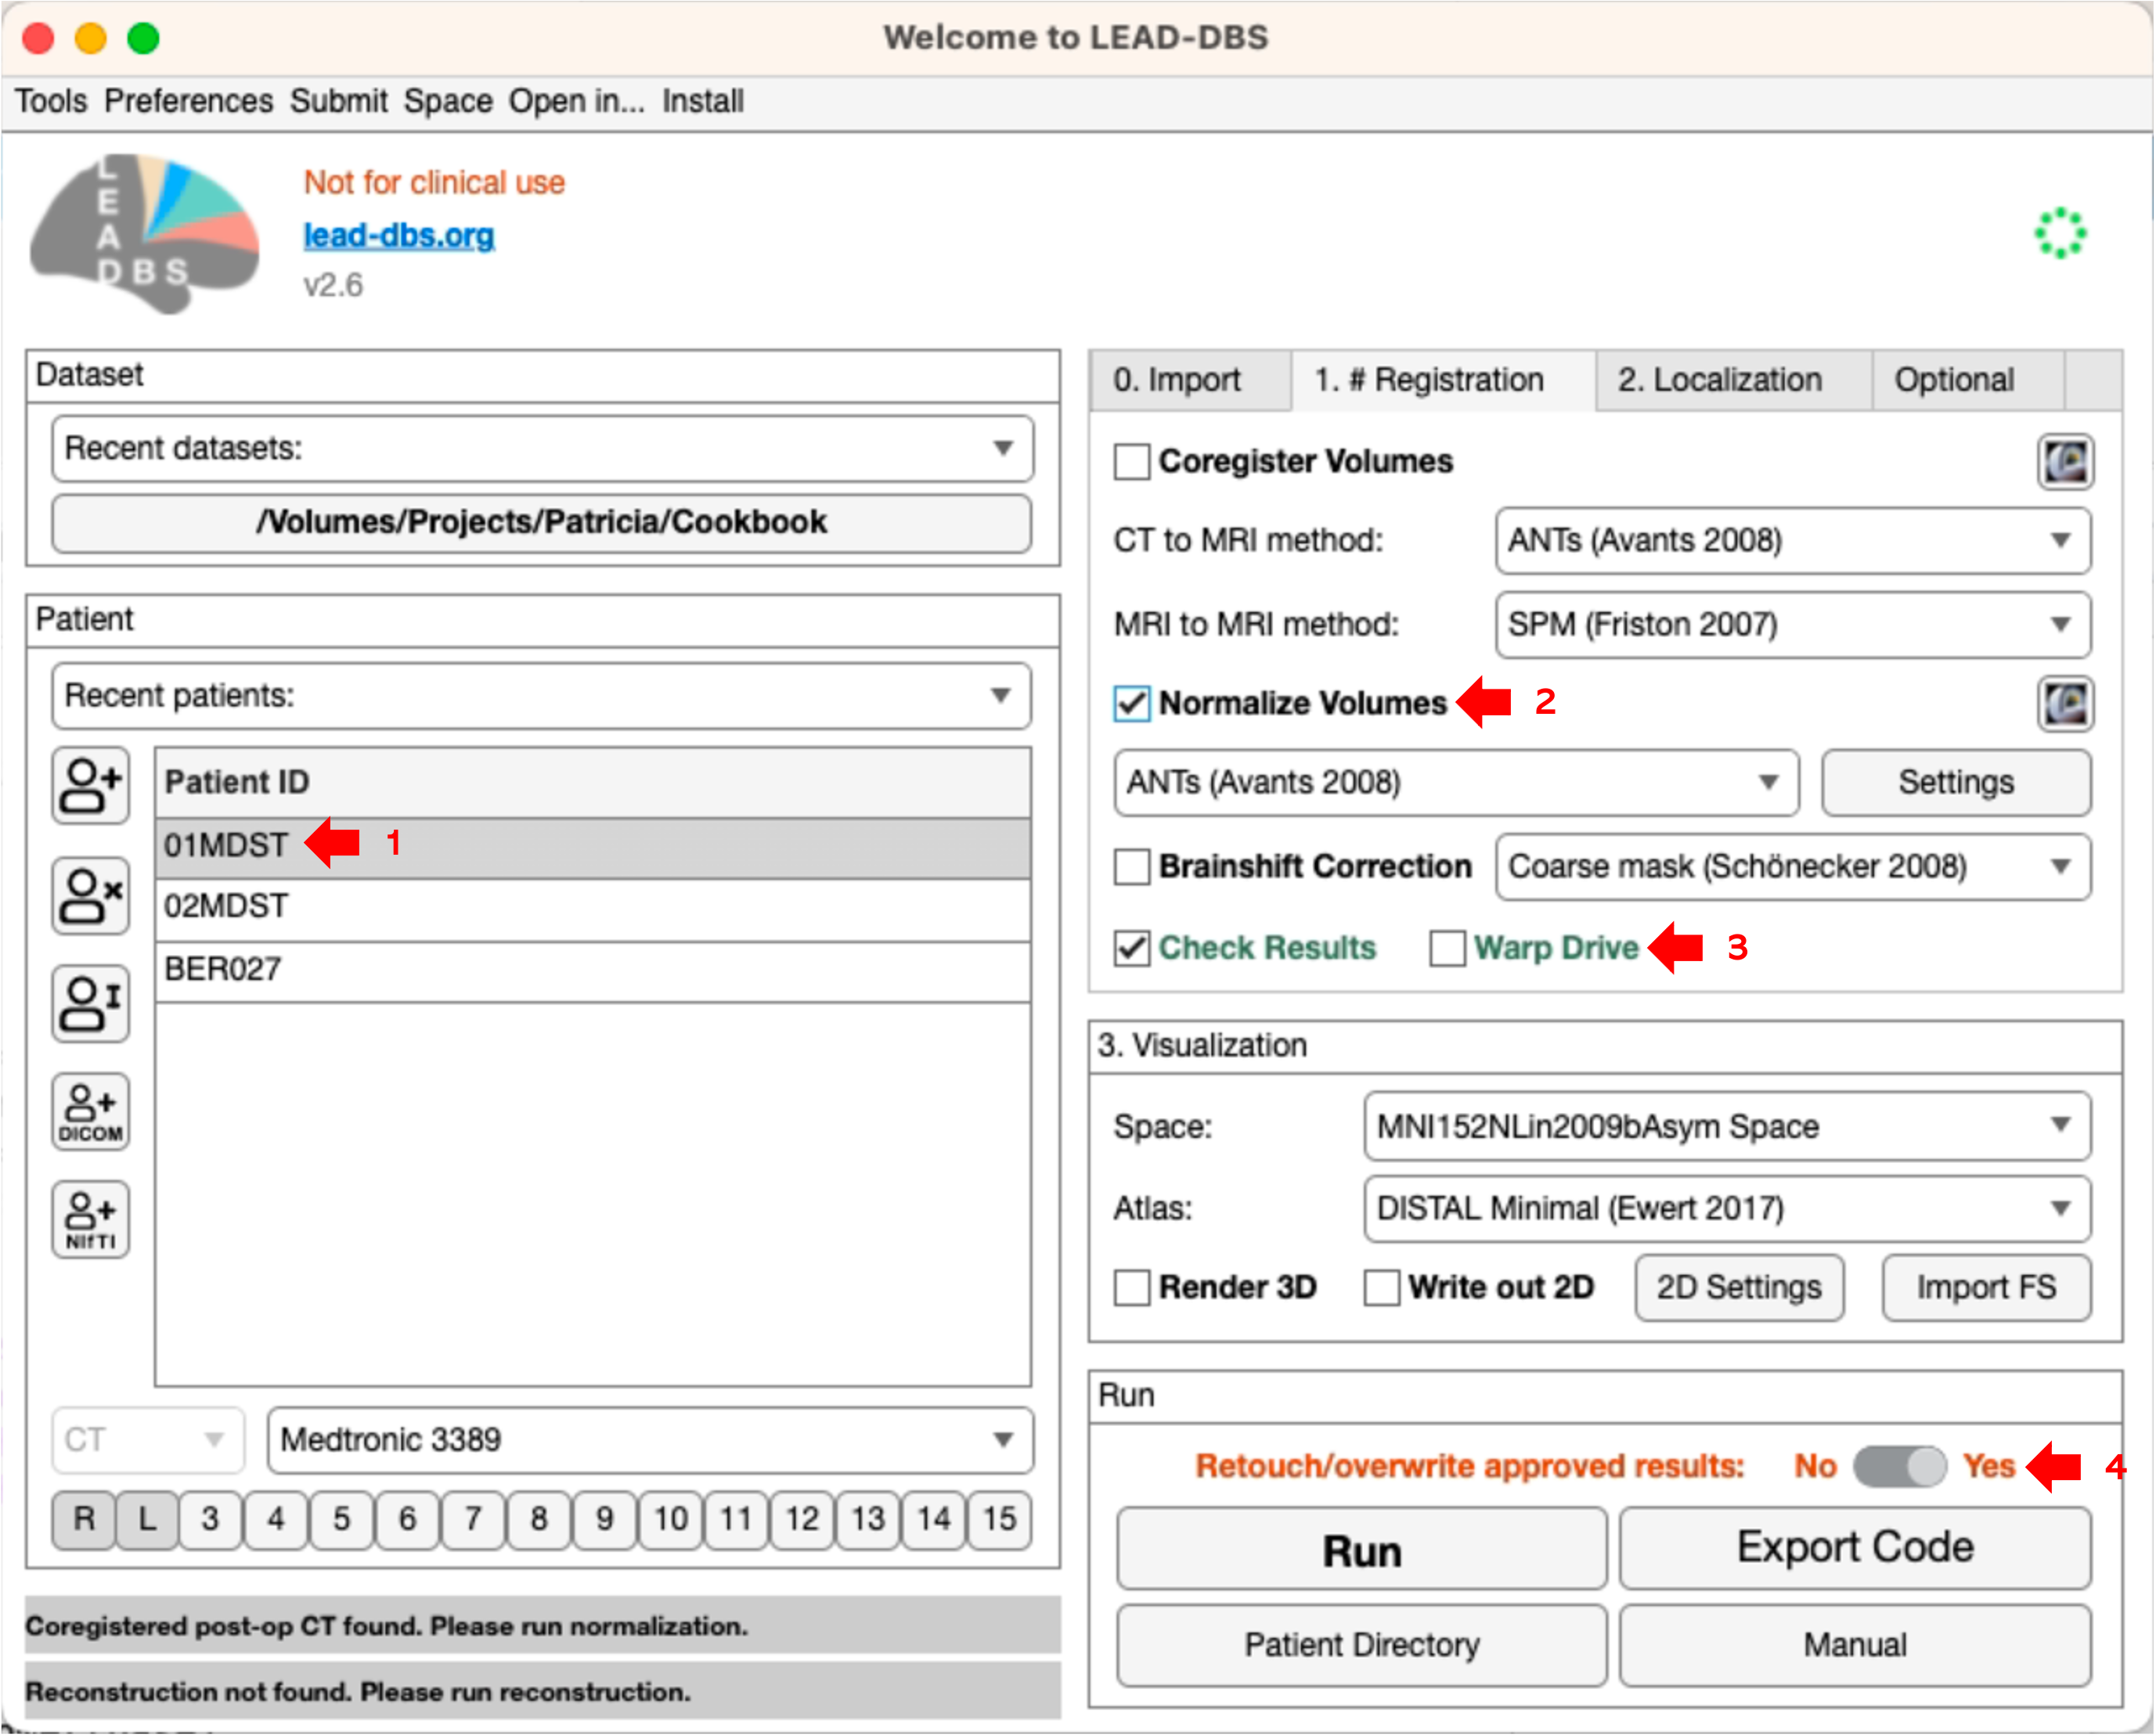 Welcome to LEAD-DBS
Tools Preferences Submit Space Open in... Install
L
E
A
D B S
Not for clinical use
lead-dbs.org
v2.6
Dataset
Recent datasets:
/Volumes/Projects/Patricia/Cookbook
Patient
Recent patients:
Patient ID
01MDST 1
02MDST
BER027
DICOM
NIfTI
CT Medtronic 3389
R L 3 4 5 6 7 8 9 10 11 12 13 14 15
Coregistered post-op CT found. Please run normalization.
Reconstruction not found. Please run reconstruction.
0. Import 1. # Registration 2. Localization Optional
Coregister Volumes
CT to MRI method: ANTs (Avants 2008)
MRI to MRI method: SPM (Friston 2007)
Normalize Volumes 2
ANTs (Avants 2008) Settings
Brainshift Correction Coarse mask (Schönecker 2008)
Check Results Warp Drive 3
3. Visualization
Space: MNI152NLin2009bAsym Space
Atlas: DISTAL Minimal (Ewert 2017)
Render 3D Write out 2D 2D Settings Import FS
Run
Retouch/overwrite approved results: No Yes 4
Run Export Code
Patient Directory Manual